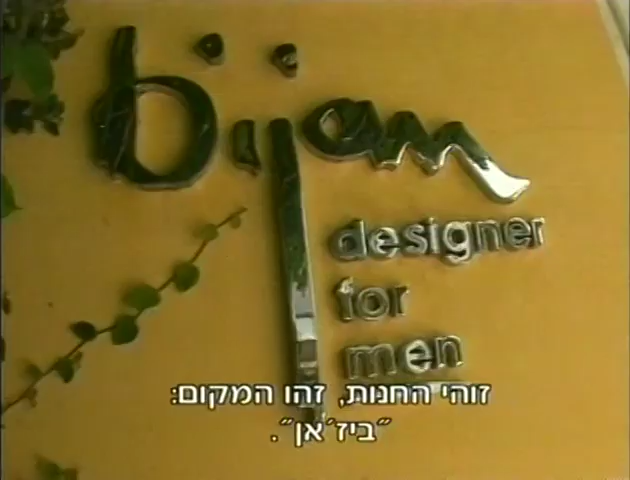 bijan
designer
for
men
זוהי החנות, זהו המקום:
"ביז'אן".